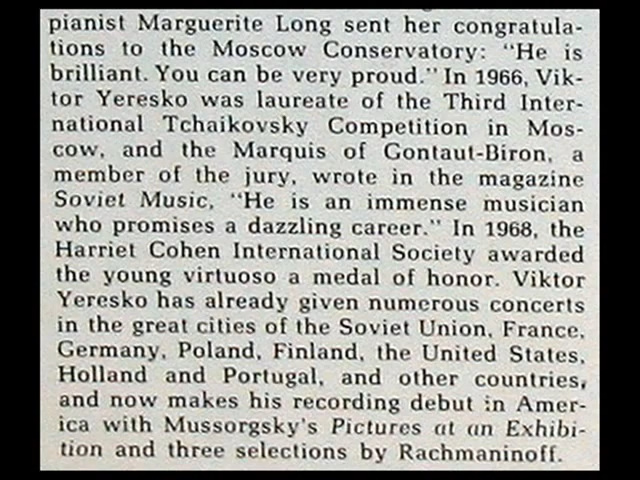 pianist Marguerite Long sent her congratula-
tions to the Moscow Conservatory: "He is
brilliant. You can be very proud." In 1966, Vik-
tor Yeresko was laureate of the Third Inter-
national Tchaikovsky Competition in Mos-
cow, and the Marquis of Gontaut-Biron, a
member of the jury, wrote in the magazine
Soviet Music, "He is an immense musician
who promises a dazzling career." In 1968, the
Harriet Cohen International Society awarded
the young virtuoso a medal of honor. Viktor
Yeresko has already given numerous concerts
in the great cities of the Soviet Union, France,
Germany, Poland, Finland, the United States,
Holland and Portugal, and other countries,
and now makes his recording debut in Amer-
ica with Mussorgsky's Pictures at an Exhibi-
tion and three selections by Rachmaninoff.